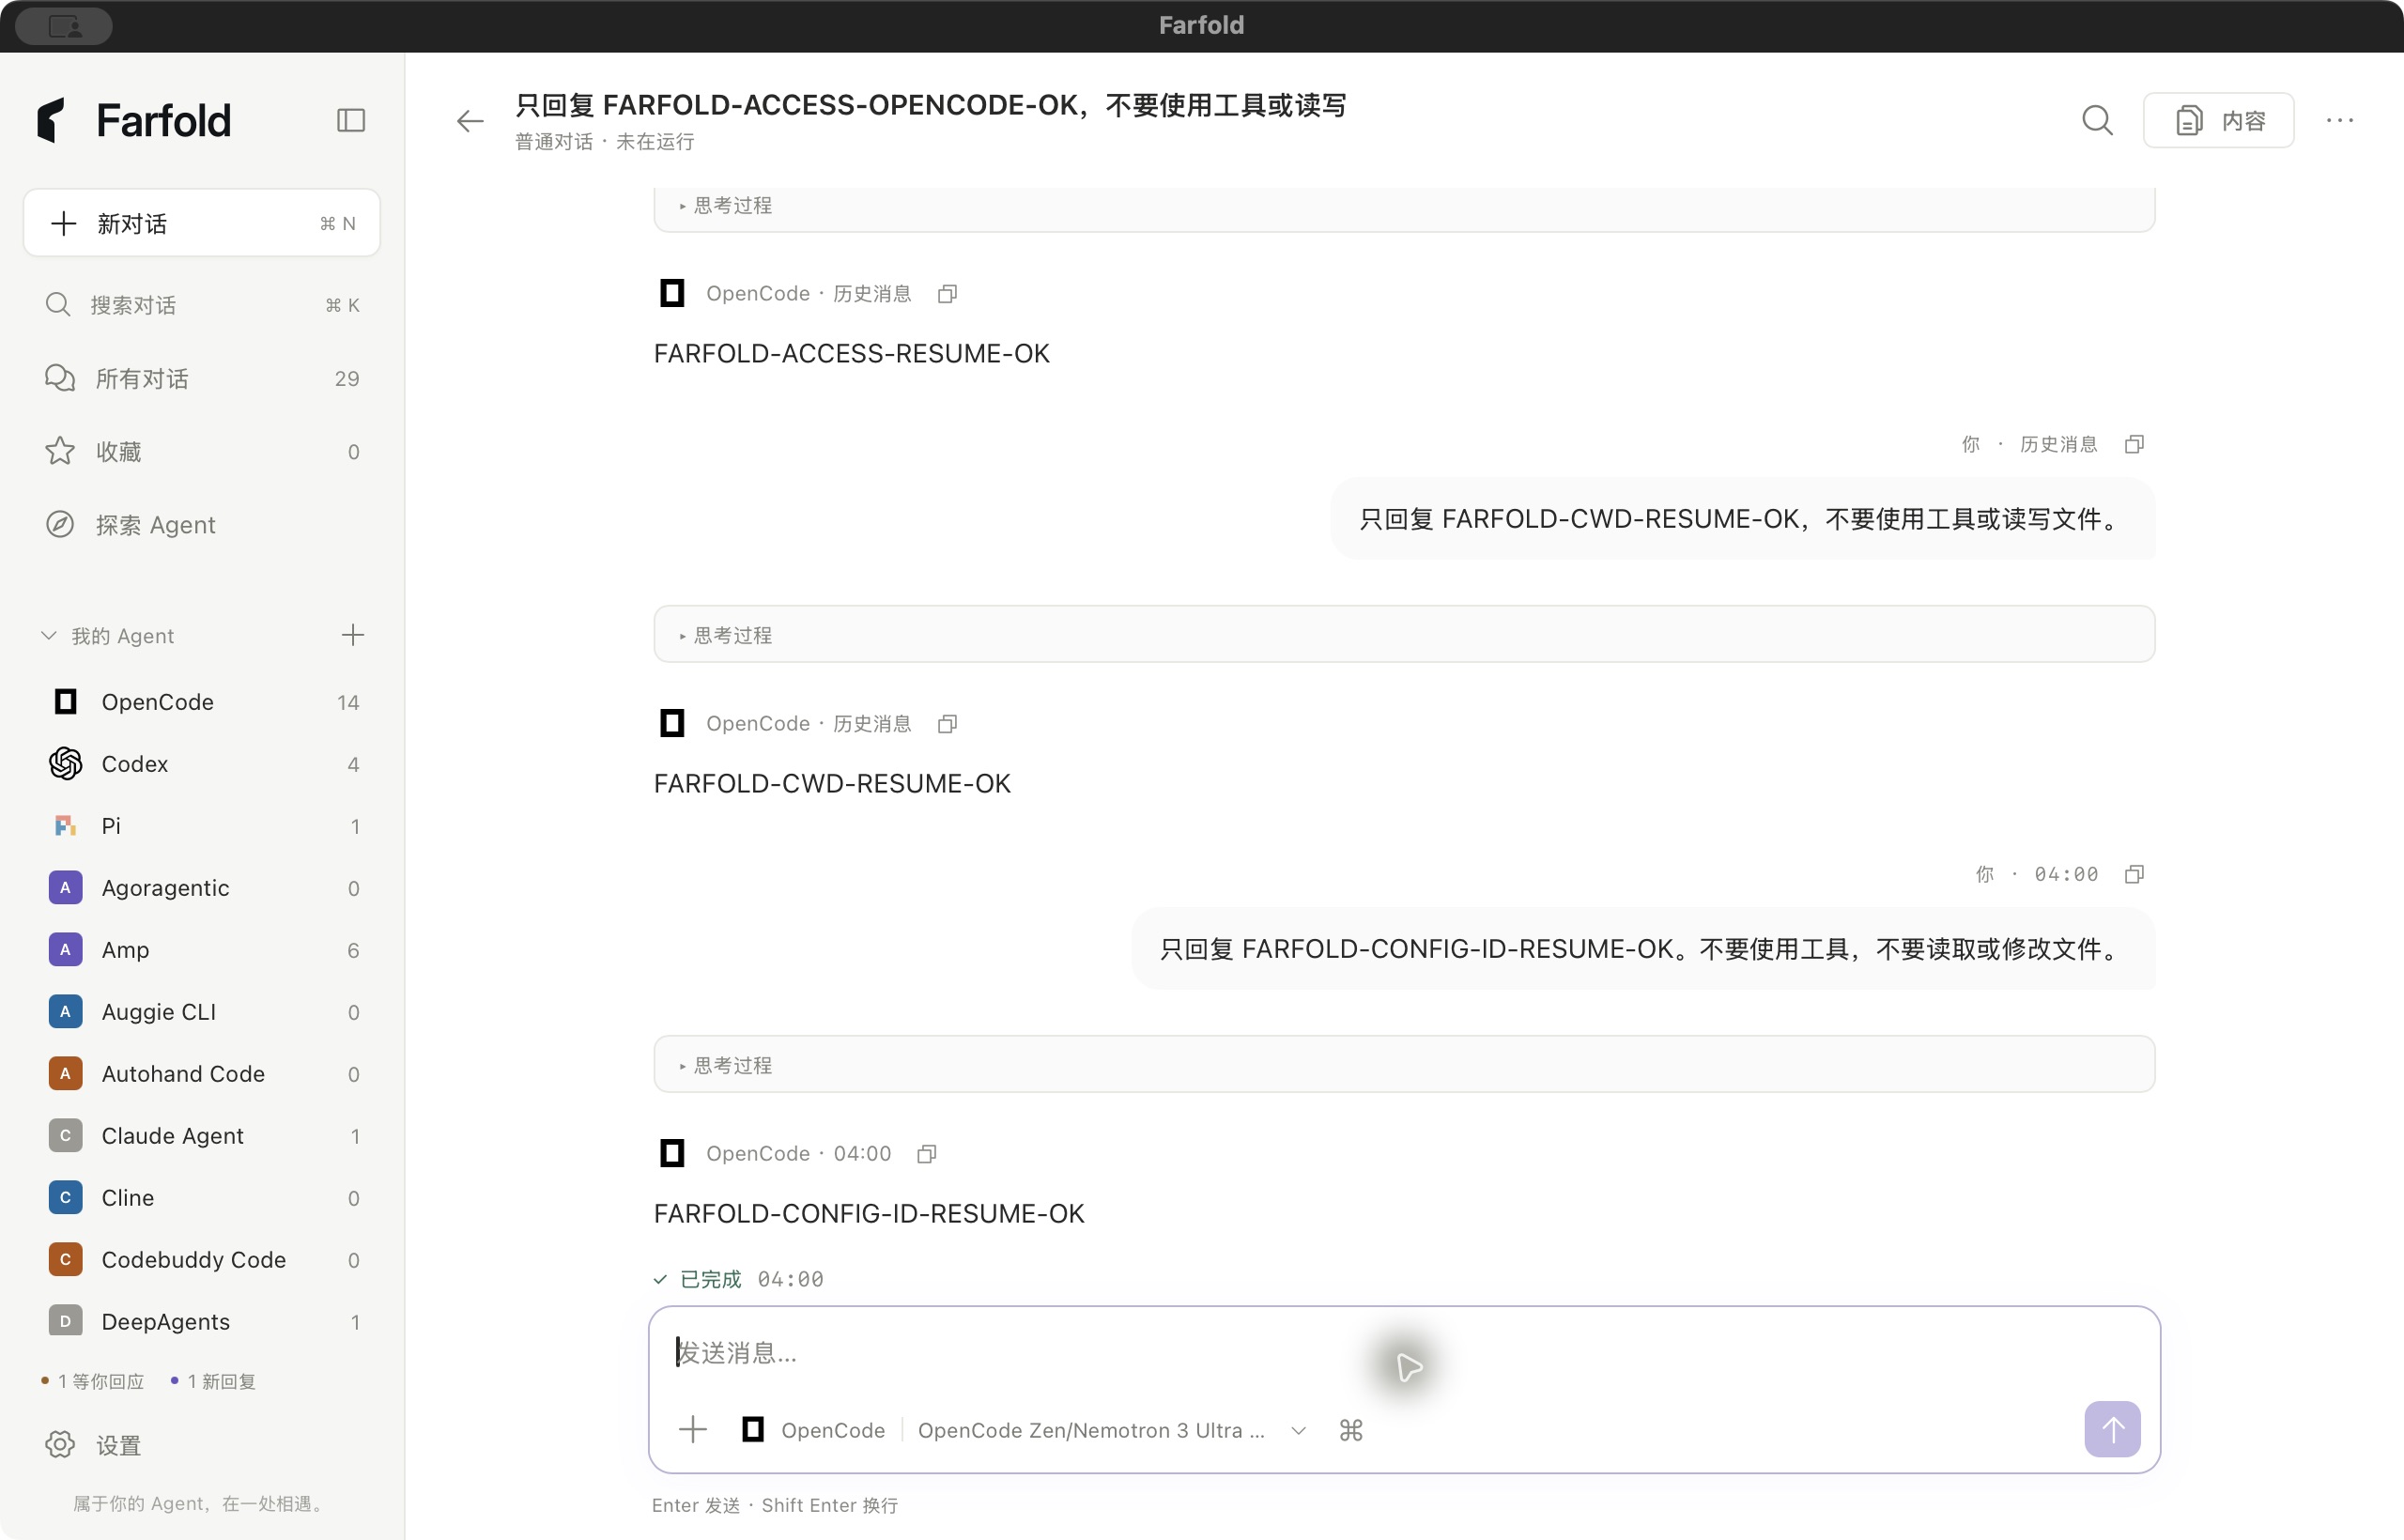 Farfold
Farfold
新对话
⌘ N
搜索对话
⌘ K
所有对话
29
收藏
0
探索 Agent
我的 Agent
OpenCode
14
Codex
4
Pi
1
A
Agoragentic
0
A
Amp
6
A
Auggie CLI
0
A
Autohand Code
0
C
Claude Agent
1
C
Cline
0
C
Codebuddy Code
0
D
DeepAgents
1
1 等你回应
1 新回复
设置
属于你的 Agent，在一处相遇。
只回复 FARFOLD-ACCESS-OPENCODE-OK，不要使用工具或读写
普通对话 · 未在运行
内容
思考过程
OpenCode · 历史消息
FARFOLD-ACCESS-RESUME-OK
你 · 历史消息
只回复 FARFOLD-CWD-RESUME-OK，不要使用工具或读写文件。
思考过程
OpenCode · 历史消息
FARFOLD-CWD-RESUME-OK
你 · 04:00
只回复 FARFOLD-CONFIG-ID-RESUME-OK。不要使用工具，不要读取或修改文件。
思考过程
OpenCode · 04:00
FARFOLD-CONFIG-ID-RESUME-OK
已完成 04:00
发送消息...
OpenCode
OpenCode Zen/Nemotron 3 Ultra ...
⌘
Enter 发送 · Shift Enter 换行